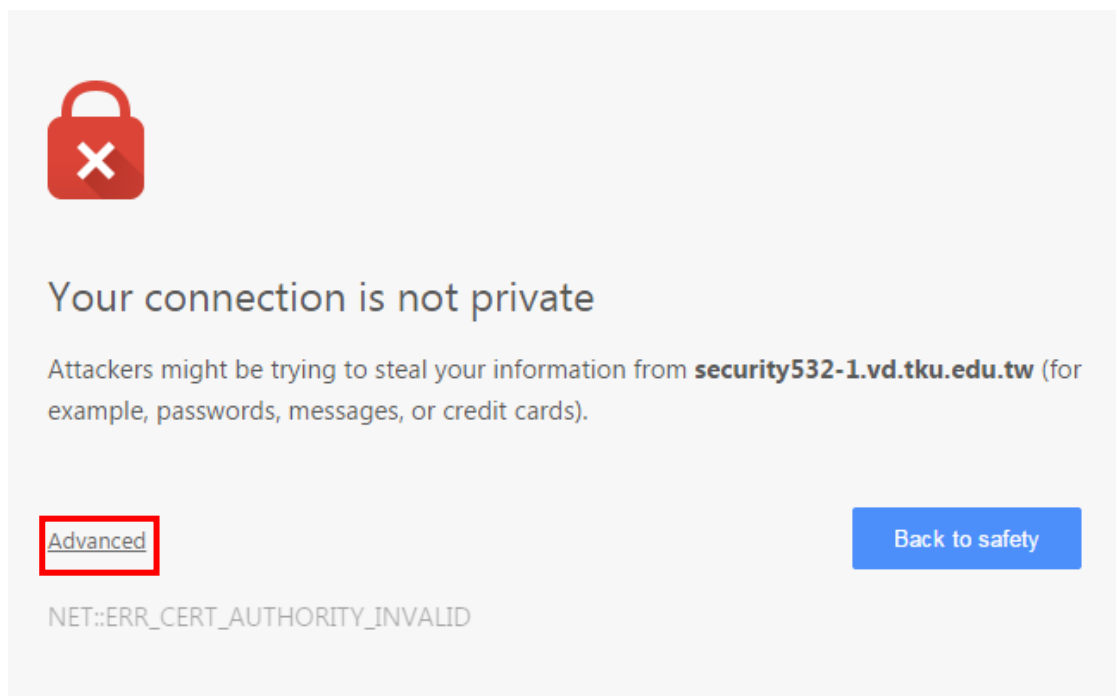 Your connection is not private
Attackers might be trying to steal your information from security532-1.vd.tku.edu.tw (for
example, passwords, messages, or credit cards).
Advanced
Back to safety
NET::ERR_CERT_AUTHORITY_INVALID